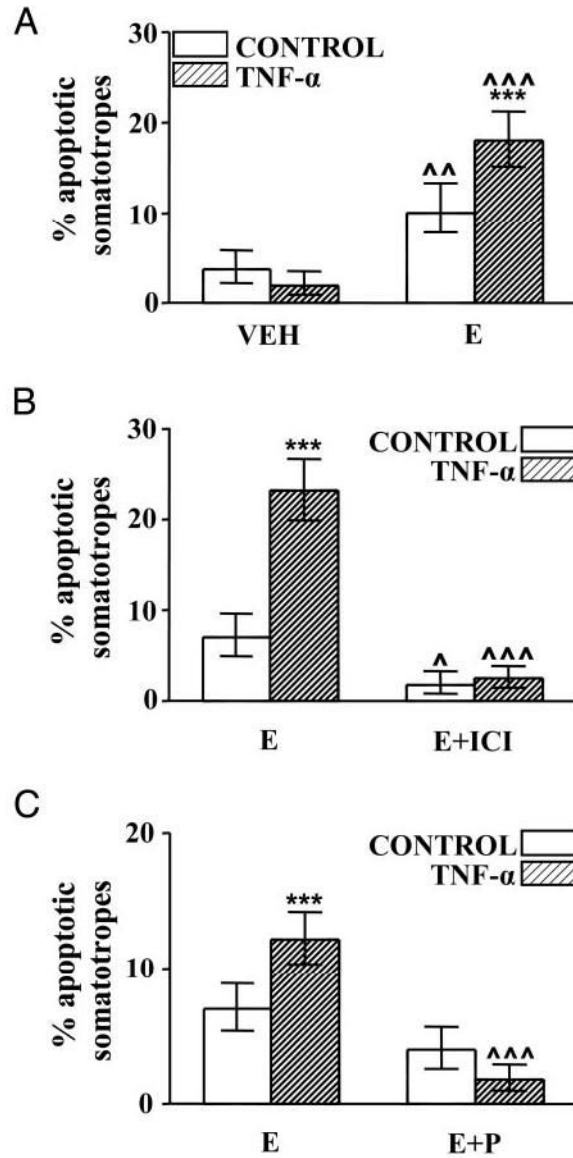 A
CONTROL
TNF-α
% apoptotic
somatotropes
30
20
10
0
^^
^^^
***
VEH
E
B
CONTROL
TNF-α
% apoptotic
somatotropes
30
20
10
0
***
^
^^^
E
E+ICI
C
CONTROL
TNF-α
% apoptotic
somatotropes
20
10
0
***
^^^
E
E+P